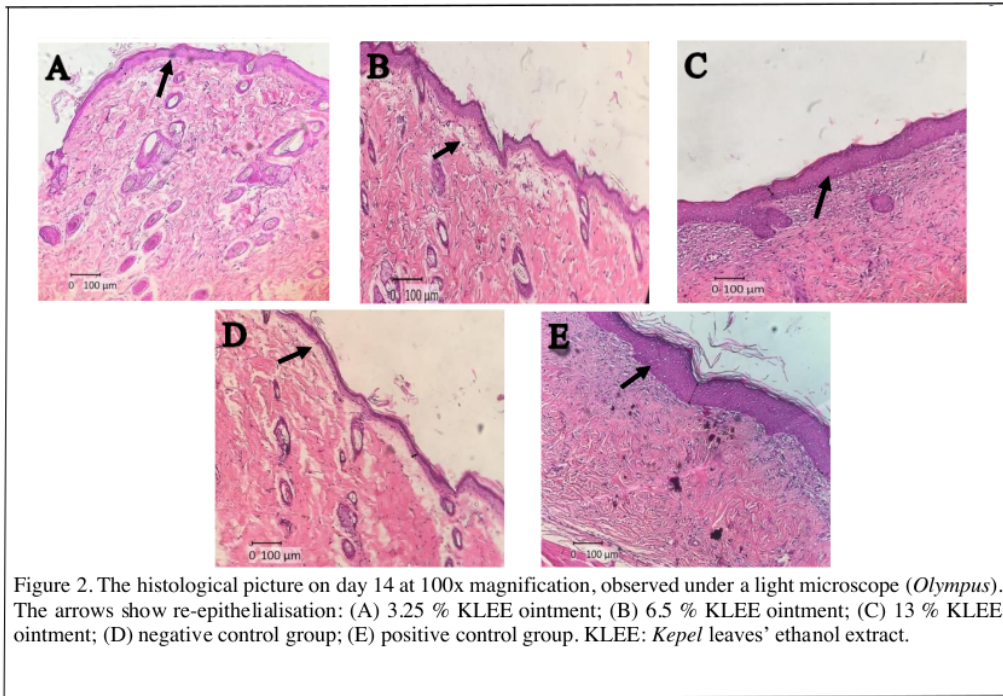 A
B
C
0 100 µm
0 100 µm
0 100 µm
D
E
0 100 µm
0 100 µm
Figure 2. The histological picture on day 14 at 100x magnification, observed under a light microscope (Olympus).
The arrows show re-epithelialisation: (A) 3.25 % KLEE ointment; (B) 6.5 % KLEE ointment; (C) 13 % KLEE
ointment; (D) negative control group; (E) positive control group. KLEE: Kepel leaves’ ethanol extract.